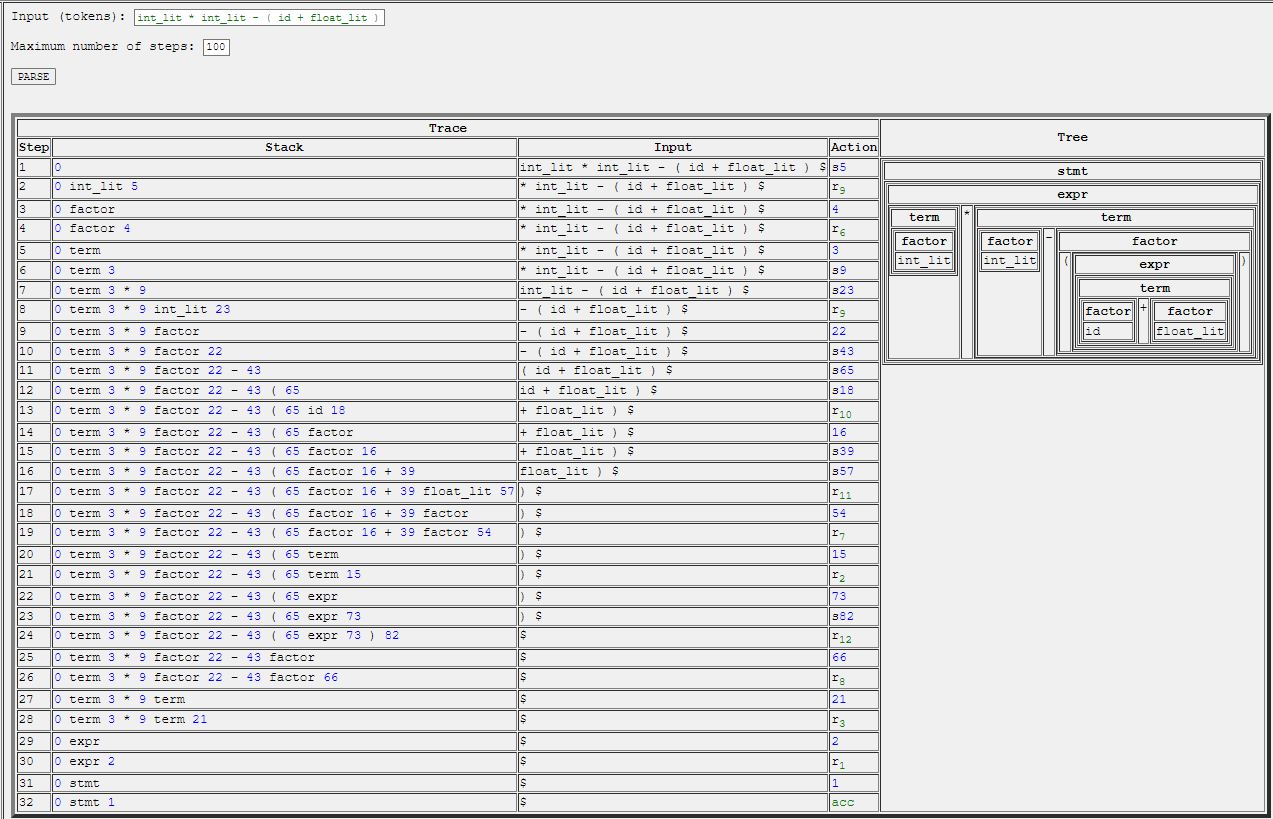 Input (tokens): int_lit * int_lit - ( id + float_lit )
Maximum number of steps: 100
PARSE
Trace
Tree
Step Stack Input Action
1 0 int_lit * int_lit - ( id + float_lit ) $ s5
2 0 int_lit 5 * int_lit - ( id + float_lit ) $ r9
3 0 factor * int_lit - ( id + float_lit ) $ 4
4 0 factor 4 * int_lit - ( id + float_lit ) $ r6
5 0 term * int_lit - ( id + float_lit ) $ 3
6 0 term 3 * int_lit - ( id + float_lit ) $ s9
7 0 term 3 * 9 int_lit - ( id + float_lit ) $ s23
8 0 term 3 * 9 int_lit 23 - ( id + float_lit ) $ r9
9 0 term 3 * 9 factor - ( id + float_lit ) $ 22
10 0 term 3 * 9 factor 22 - ( id + float_lit ) $ s43
11 0 term 3 * 9 factor 22 - 43 ( id + float_lit ) $ s65
12 0 term 3 * 9 factor 22 - 43 ( 65 id + float_lit ) $ s18
13 0 term 3 * 9 factor 22 - 43 ( 65 id 18 + float_lit ) $ r10
14 0 term 3 * 9 factor 22 - 43 ( 65 factor + float_lit ) $ 16
15 0 term 3 * 9 factor 22 - 43 ( 65 factor 16 + float_lit ) $ s39
16 0 term 3 * 9 factor 22 - 43 ( 65 factor 16 + 39 float_lit ) $ s57
17 0 term 3 * 9 factor 22 - 43 ( 65 factor 16 + 39 float_lit 57 ) $ r11
18 0 term 3 * 9 factor 22 - 43 ( 65 factor 16 + 39 factor ) $ 54
19 0 term 3 * 9 factor 22 - 43 ( 65 factor 16 + 39 factor 54 ) $ r7
20 0 term 3 * 9 factor 22 - 43 ( 65 term ) $ 15
21 0 term 3 * 9 factor 22 - 43 ( 65 term 15 ) $ r2
22 0 term 3 * 9 factor 22 - 43 ( 65 expr ) $ 73
23 0 term 3 * 9 factor 22 - 43 ( 65 expr 73 ) $ s82
24 0 term 3 * 9 factor 22 - 43 ( 65 expr 73 ) 82 $ r12
25 0 term 3 * 9 factor 22 - 43 factor $ 66
26 0 term 3 * 9 factor 22 - 43 factor 66 $ r8
27 0 term 3 * 9 term $ 21
28 0 term 3 * 9 term 21 $ r3
29 0 expr $ 2
30 0 expr 2 $ r1
31 0 stmt $ 1
32 0 stmt 1 $ acc
stmt
expr
term * term
factor factor - factor
int_lit int_lit ( expr )
term
factor + factor
id float_lit